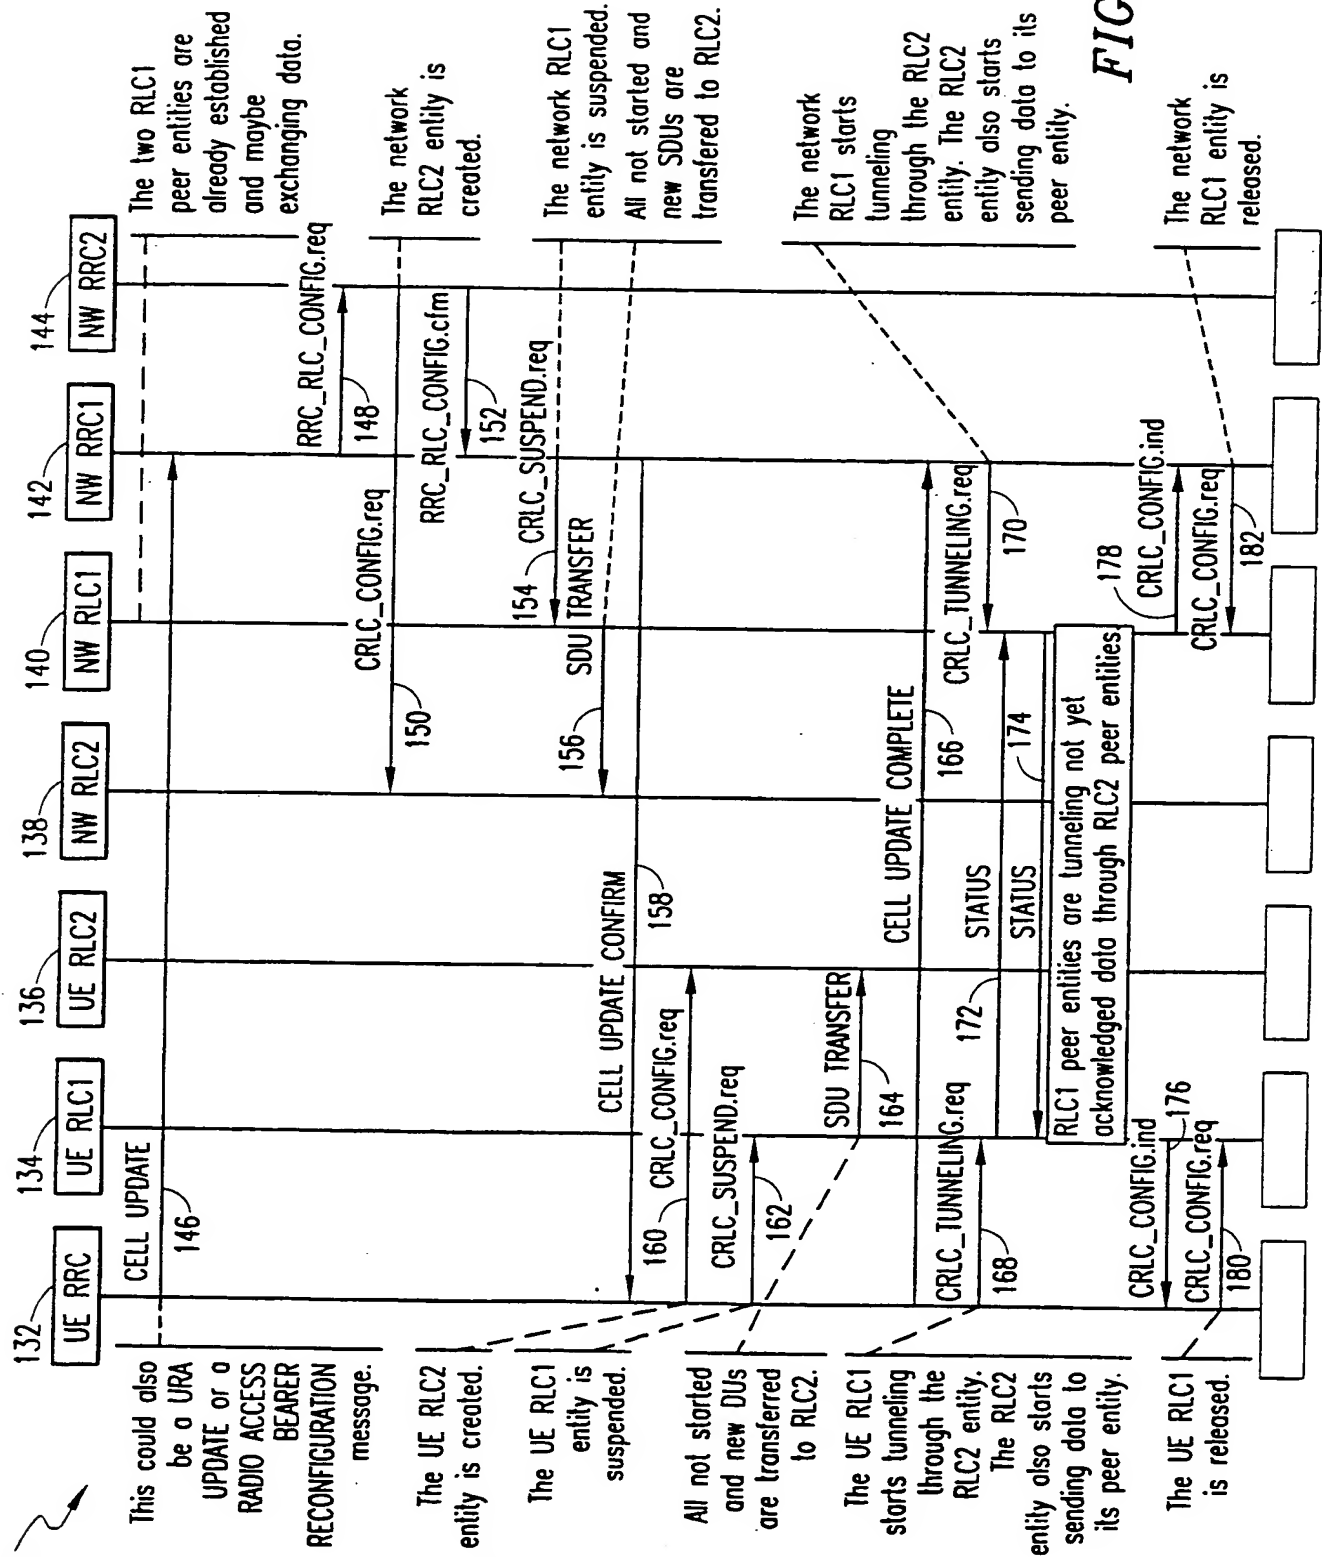 132
UE RRC
134
UE RLC1
136
UE RLC2
138
NW RLC2
140
NW RLC1
142
NW RRC1
144
NW RRC2
This could also
be a URA
UPDATE or a
RADIO ACCESS
BEARER
RECONFIGURATION
message.
The UE RLC2
entity is created.
The UE RLC1
entity is
suspended.
All not started
and new DUs
are transferred
to RLC2.
The UE RLC1
starts tunneling
through the
RLC2 entity.
The RLC2
entity also starts
sending data to
its peer entity.
The UE RLC1
is released.
CELL UPDATE
146
RRC_RLC_CONFIG.req
148
CRLC_CONFIG.req
150
RRC_RLC_CONFIG.cfm
152
CRLC_SUSPEND.req
154
SDU TRANSFER
156
CELL UPDATE CONFIRM
158
CRLC_CONFIG.req
160
CRLC_SUSPEND.req
162
SDU TRANSFER
164
CELL UPDATE COMPLETE
166
CRLC_TUNNELING.req
168
CRLC_TUNNELING.req
170
STATUS
172
STATUS
174
RLC1 peer entities are tunneling not yet
acknowledged data through RLC2 peer entities.
CRLC_CONFIG.ind
176
CRLC_CONFIG.ind
178
CRLC_CONFIG.req
180
CRLC_CONFIG.req
182
The two RLC1
peer entities are
already established
and maybe
exchanging data.
The network
RLC2 entity is
created.
The network RLC1
entity is suspended.
All not started and
new SDUs are
transferred to RLC2.
The network
RLC1 starts
tunneling
through the RLC2
entity. The RLC2
entity also starts
sending data to its
peer entity.
The network
RLC1 entity is
released.
FIG